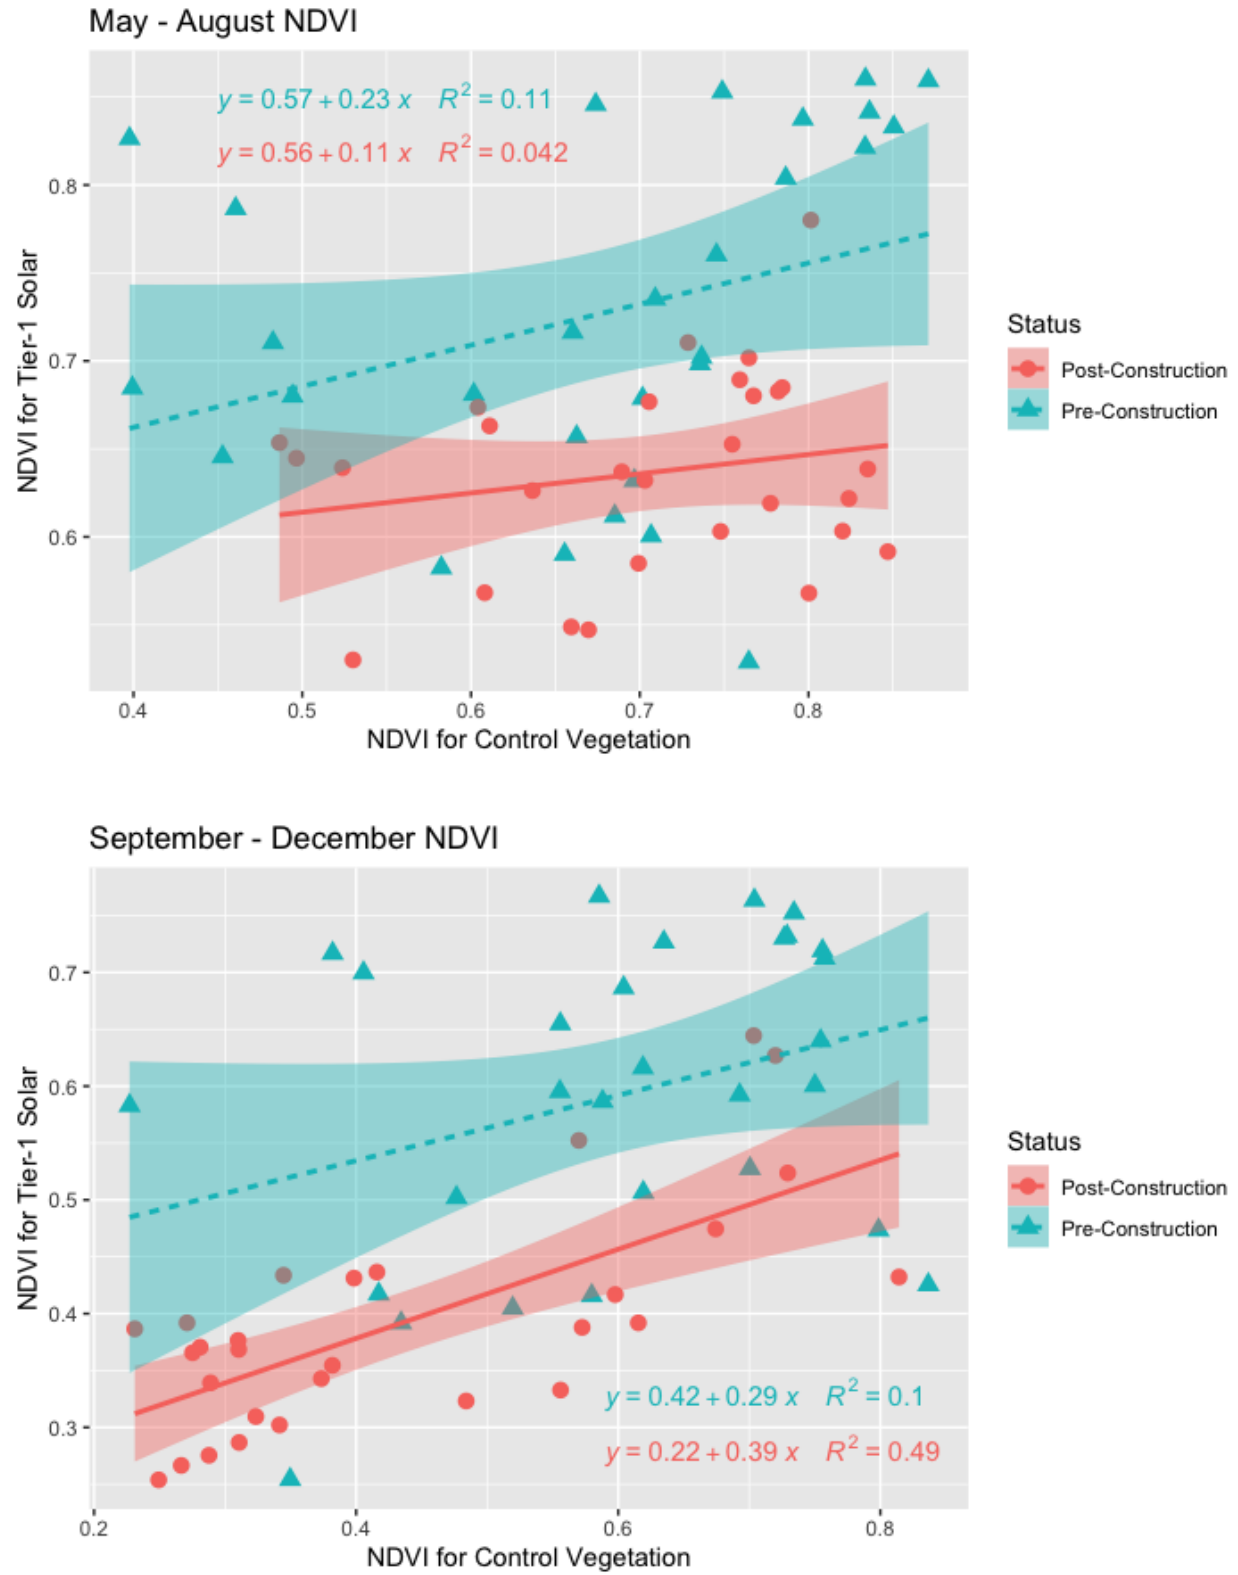 May - August NDVI
y = 0.57 + 0.23 x R² = 0.11
y = 0.56 + 0.11 x R² = 0.042
0.8
0.7
0.6
NDVI for Tier-1 Solar
0.4 0.5 0.6 0.7 0.8
NDVI for Control Vegetation
Status
Post-Construction
Pre-Construction
September - December NDVI
0.7
0.6
0.5
0.4
0.3
NDVI for Tier-1 Solar
y = 0.42 + 0.29 x R² = 0.1
y = 0.22 + 0.39 x R² = 0.49
0.2 0.4 0.6 0.8
NDVI for Control Vegetation
Status
Post-Construction
Pre-Construction